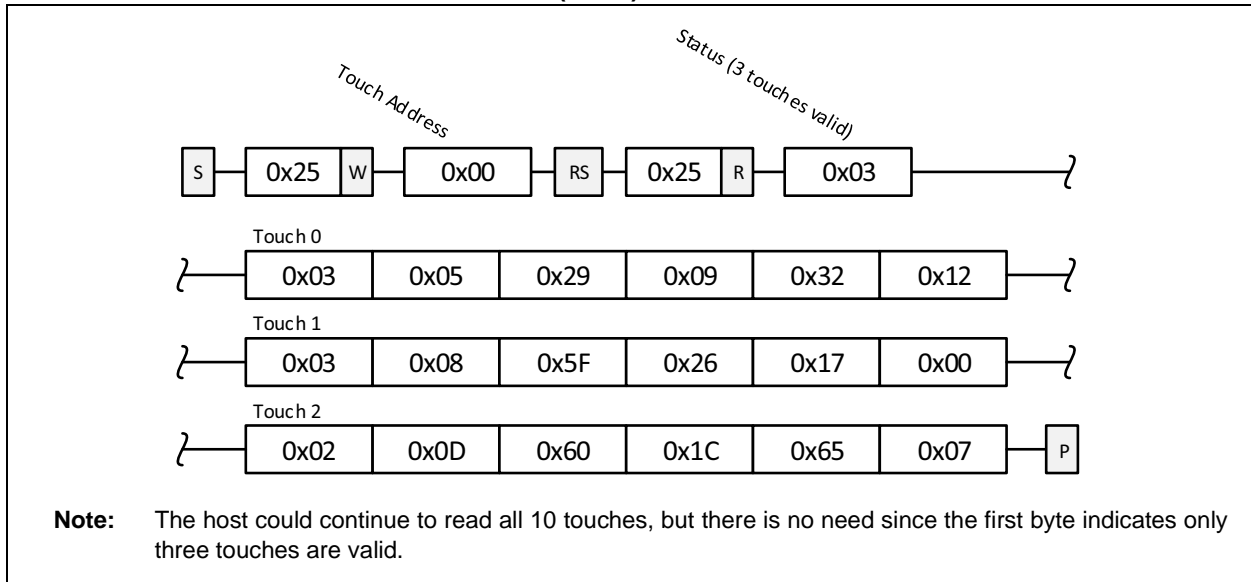 Touch Address
Status (3 touches valid)
S 0x25 W 0x00 RS 0x25 R 0x03
Touch 0
0x03 0x05 0x29 0x09 0x32 0x12
Touch 1
0x03 0x08 0x5F 0x26 0x17 0x00
Touch 2
0x02 0x0D 0x60 0x1C 0x65 0x07 P
Note: The host could continue to read all 10 touches, but there is no need since the first byte indicates only
three touches are valid.